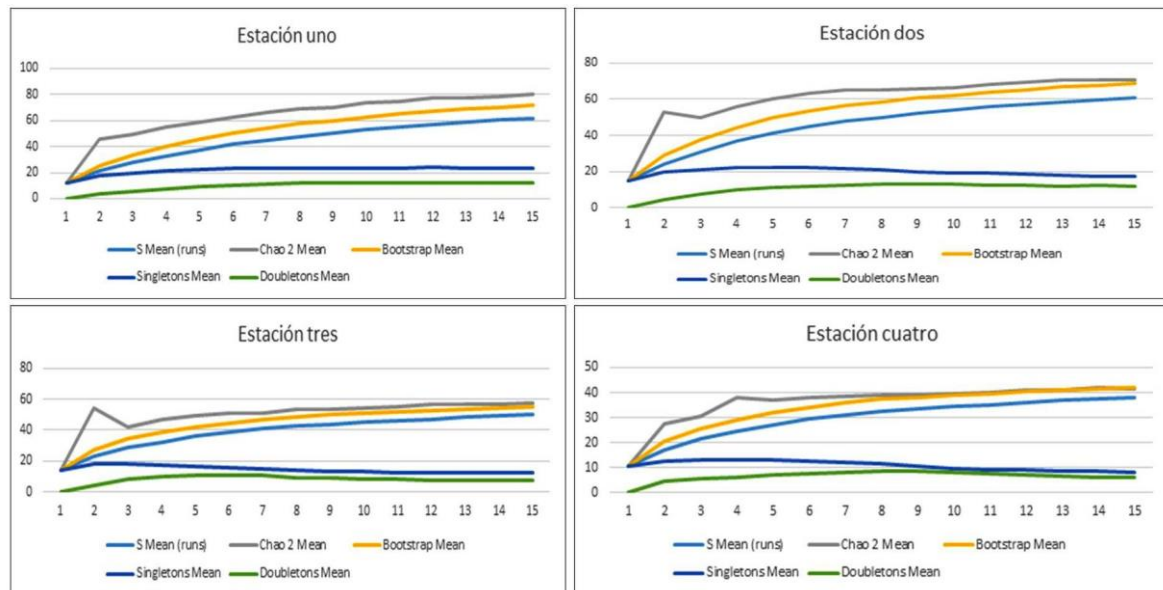 Estación uno
100
80
60
40
20
0
1 2 3 4 5 6 7 8 9 10 11 12 13 14 15
S Mean (runs) Chao 2 Mean Bootstrap Mean
Singletons Mean Doubletons Mean
Estación dos
80
60
40
20
0
1 2 3 4 5 6 7 8 9 10 11 12 13 14 15
S Mean (runs) Chao 2 Mean Bootstrap Mean
Singletons Mean Doubletons Mean
Estación tres
80
60
40
20
0
1 2 3 4 5 6 7 8 9 10 11 12 13 14 15
S Mean (runs) Chao 2 Mean Bootstrap Mean
Singletons Mean Doubletons Mean
Estación cuatro
50
40
30
20
10
0
1 2 3 4 5 6 7 8 9 10 11 12 13 14 15
S Mean (runs) Chao 2 Mean Bootstrap Mean
Singletons Mean Doubletons Mean